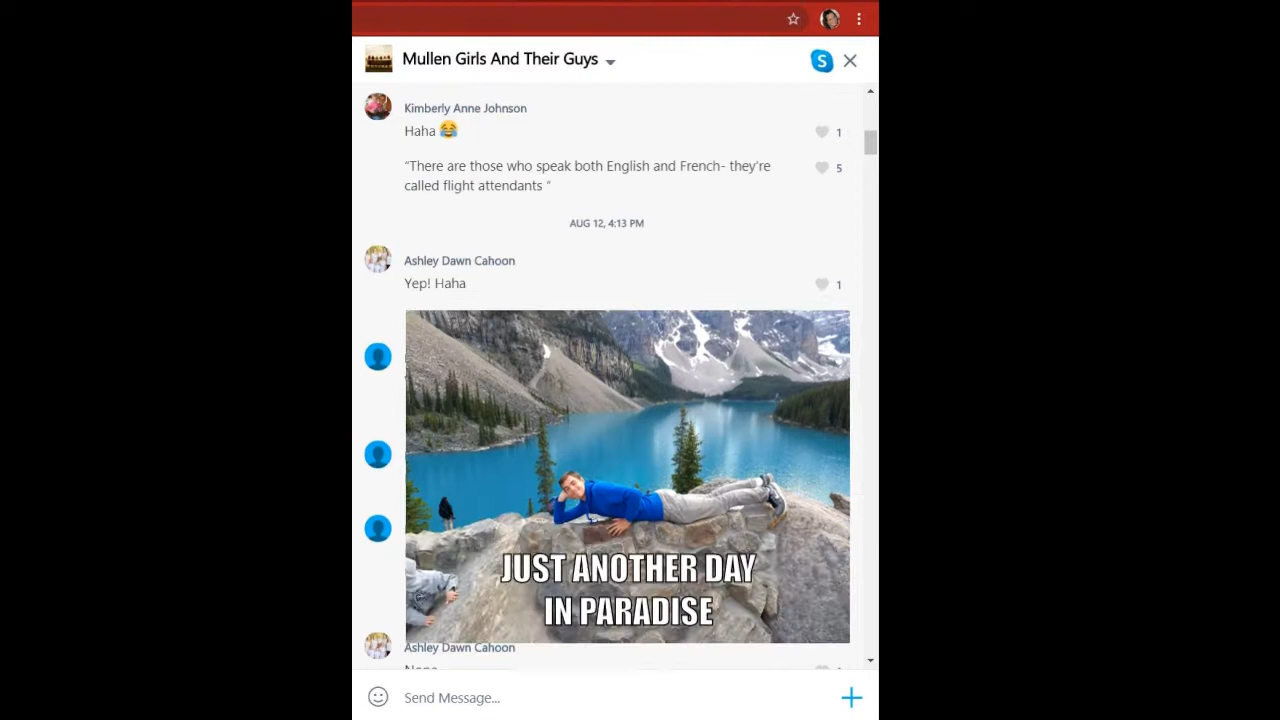 Mullen Girls And Their Guys
S
Kimberly Anne Johnson
Haha 😂
1
“There are those who speak both English and French- they're
called flight attendants “
5
AUG 12, 4:13 PM
Ashley Dawn Cahoon
Yep! Haha
1
JUST ANOTHER DAY
IN PARADISE
Ashley Dawn Cahoon
Send Message...